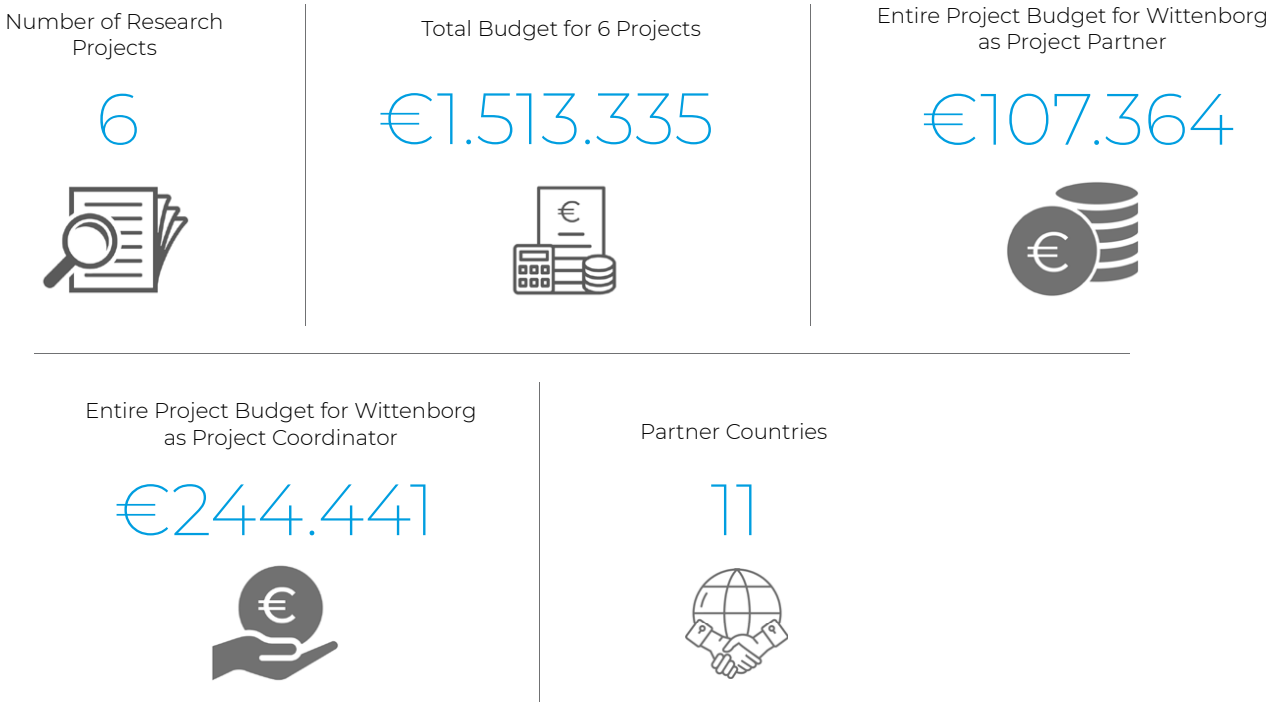 Number of Research
Projects
6
Total Budget for 6 Projects
€1.513.335
€
Entire Project Budget for Wittenborg
as Project Partner
€107.364
€
Entire Project Budget for Wittenborg
as Project Coordinator
€244.441
€
Partner Countries
11